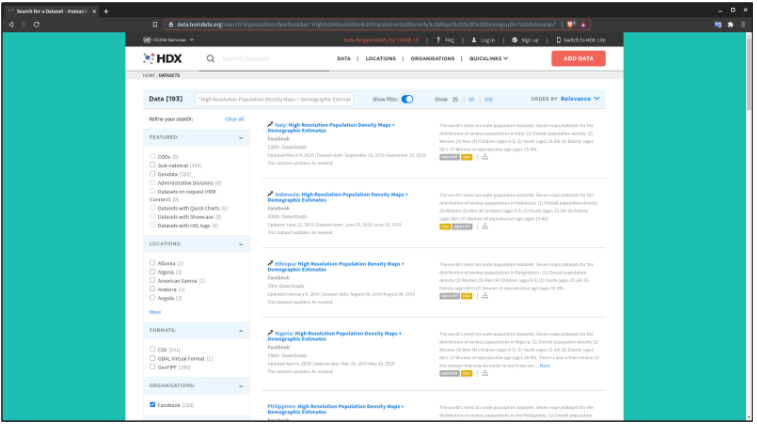 Search for a Dataset - Humanit
data.humdata.org/search?organization=facebook&q="High%20Resolution%20Population%20Density%20Maps%20%2B%20Demographic%20Estimates"
OCHA Services
Data Responsibility for COVID-19 | FAQ | Log in | Sign up | Switch to HDX Lite
HDX
Search Datasets
DATA | LOCATIONS | ORGANISATIONS | QUICKLINKS
ADD DATA
HOME / DATASETS
Data [193]
"High Resolution Population Density Maps + Demographic Estimat
Show filter:
Show 25 | 50 | 100
ORDER BY Relevance
Refine your search:
Clear all
FEATURED:
CODs [0]
Sub-national [193]
Geodata [193]
Administrative Divisions [0]
Datasets on request (HDX Connect) [0]
Datasets with Quick Charts [0]
Datasets with Showcase [0]
Datasets with HXL tags [0]
LOCATIONS:
Albania [1]
Algeria [1]
American Samoa [1]
Andorra [1]
Angola [1]
More
FORMATS:
CSV [191]
GDAL Virtual Format [1]
GeoTIFF [190]
ORGANISATIONS:
Facebook [193]
Italy: High Resolution Population Density Maps +
Demographic Estimates
Facebook
1300+ Downloads
Updated March 4, 2020 | Dataset date: September 19, 2019-September 19, 2019
This dataset updates: As needed
The world's most accurate population datasets. Seven maps/datasets for the
distribution of various populations in Italy: (1) Overall population density (2)
Women (3) Men (4) Children (ages 0-5) (5) Youth (ages 15-24) (6) Elderly (ages
60+) (7) Women of reproductive age (ages 15-49).
GEOTIFF CSV
Indonesia: High Resolution Population Density Maps +
Demographic Estimates
Facebook
2000+ Downloads
Updated June 21, 2019 | Dataset date: June 19, 2019-June 19, 2019
This dataset updates: As needed
The world's most accurate population datasets. Seven maps/datasets for the
distribution of various populations in Indonesia: (1) Overall population density
(2) Women (3) Men (4) Children (ages 0-5) (5) Youth (ages 15-24) (6) Elderly
(ages 60+) (7) Women of reproductive age (ages 15-49).
CSV GEOTIFF
Ethiopia: High Resolution Population Density Maps +
Demographic Estimates
Facebook
700+ Downloads
Updated February 6, 2020 | Dataset date: August 04, 2019-August 04, 2019
This dataset updates: As needed
The world's most accurate population datasets. Seven maps/datasets for the
distribution of various populations in Bangladesh: (1) Overall population
density (2) Women (3) Men (4) Children (ages 0-5) (5) Youth (ages 15-24) (6)
Elderly (ages 60+) (7) Women of reproductive age (ages 15-49).
GEOTIFF CSV
Nigeria: High Resolution Population Density Maps +
Demographic Estimates
Facebook
1400+ Downloads
Updated April 4, 2020 | Dataset date: May 20, 2019-May 20, 2019
This dataset updates: As needed
The world's most accurate population datasets. Seven maps/datasets for the
distribution of various populations in Nigeria: (1) Overall population density (2)
Women (3) Men (4) Children (ages 0-5) (5) Youth (ages 15-24) (6) Elderly (ages
60+) (7) Women of reproductive age (ages 15-49). There is also a tiled version of
this dataset that may be easier to use if you are ... More
GEOTIFF CSV
Philippines: High Resolution Population Density Maps +
Demographic Estimates
Facebook
The world's most accurate population datasets. Seven maps/datasets for the
distribution of various populations in the Philippines: (1) Overall population